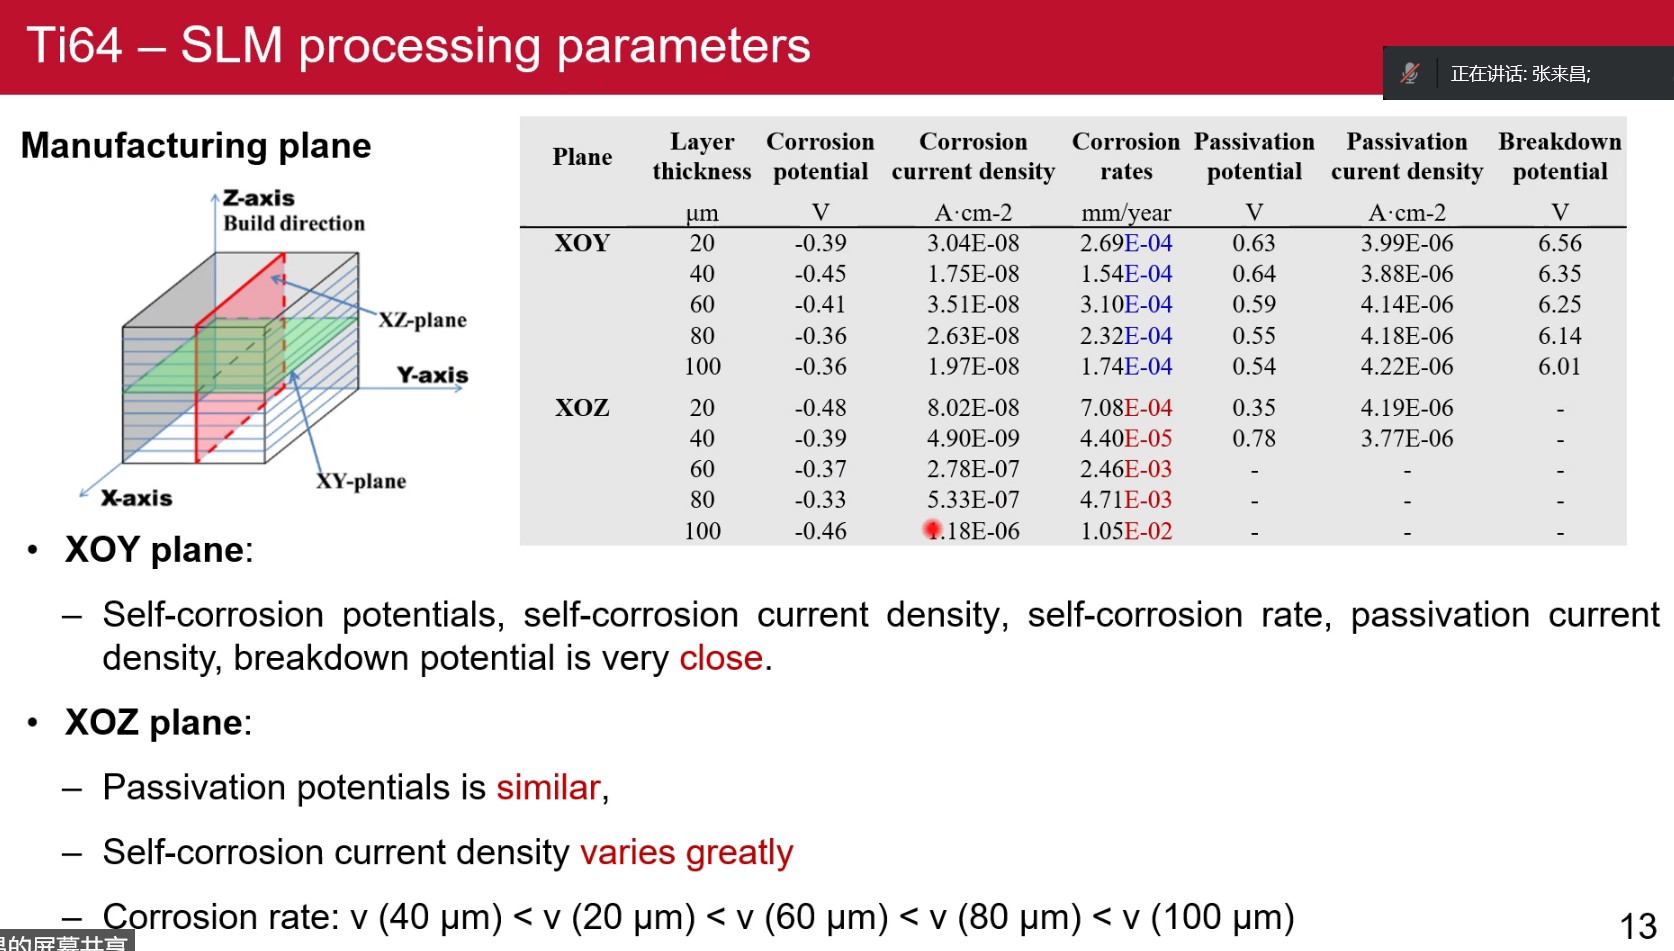 Ti64 – SLM processing parameters
正在讲话: 张来昌;
Manufacturing plane
Z-axis
Build direction
XZ-plane
Y-axis
XY-plane
X-axis
Plane Layer thickness Corrosion potential Corrosion current density Corrosion rates Passivation potential Passivation curent density Breakdown potential
μm V A·cm-2 mm/year V A·cm-2 V
XOY 20 -0.39 3.04E-08 2.69E-04 0.63 3.99E-06 6.56
40 -0.45 1.75E-08 1.54E-04 0.64 3.88E-06 6.35
60 -0.41 3.51E-08 3.10E-04 0.59 4.14E-06 6.25
80 -0.36 2.63E-08 2.32E-04 0.55 4.18E-06 6.14
100 -0.36 1.97E-08 1.74E-04 0.54 4.22E-06 6.01
XOZ 20 -0.48 8.02E-08 7.08E-04 0.35 4.19E-06 -
40 -0.39 4.90E-09 4.40E-05 0.78 3.77E-06 -
60 -0.37 2.78E-07 2.46E-03 - - -
80 -0.33 5.33E-07 4.71E-03 - - -
100 -0.46 1.18E-06 1.05E-02 - - -
• XOY plane:
– Self-corrosion potentials, self-corrosion current density, self-corrosion rate, passivation current
density, breakdown potential is very close.
• XOZ plane:
– Passivation potentials is similar,
– Self-corrosion current density varies greatly
– Corrosion rate: v (40 μm) < v (20 μm) < v (60 μm) < v (80 μm) < v (100 μm)
的屏幕共享
13